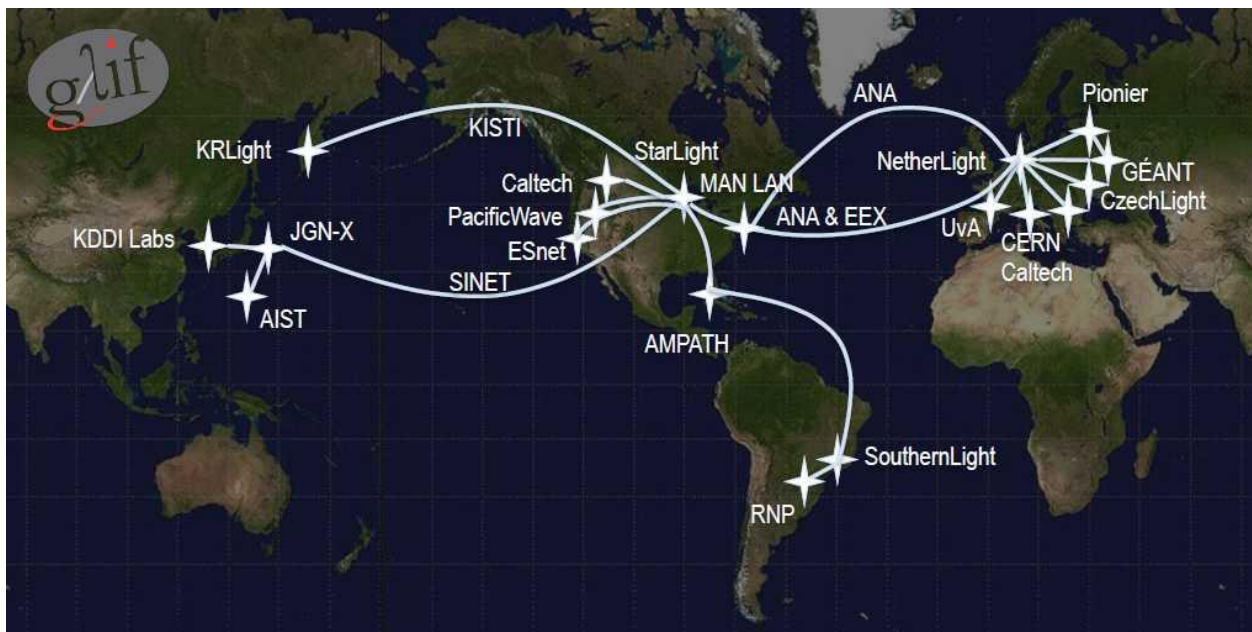 glif
ANA
Pionier
KISTI
KRLight
StarLight
NetherLight
GÉANT
Caltech
MAN LAN
CzechLight
PacificWave
ANA & EEX
UvA
KDDI Labs
JGN-X
ESnet
CERN
Caltech
SINET
AIST
AMPATH
SouthernLight
RNP